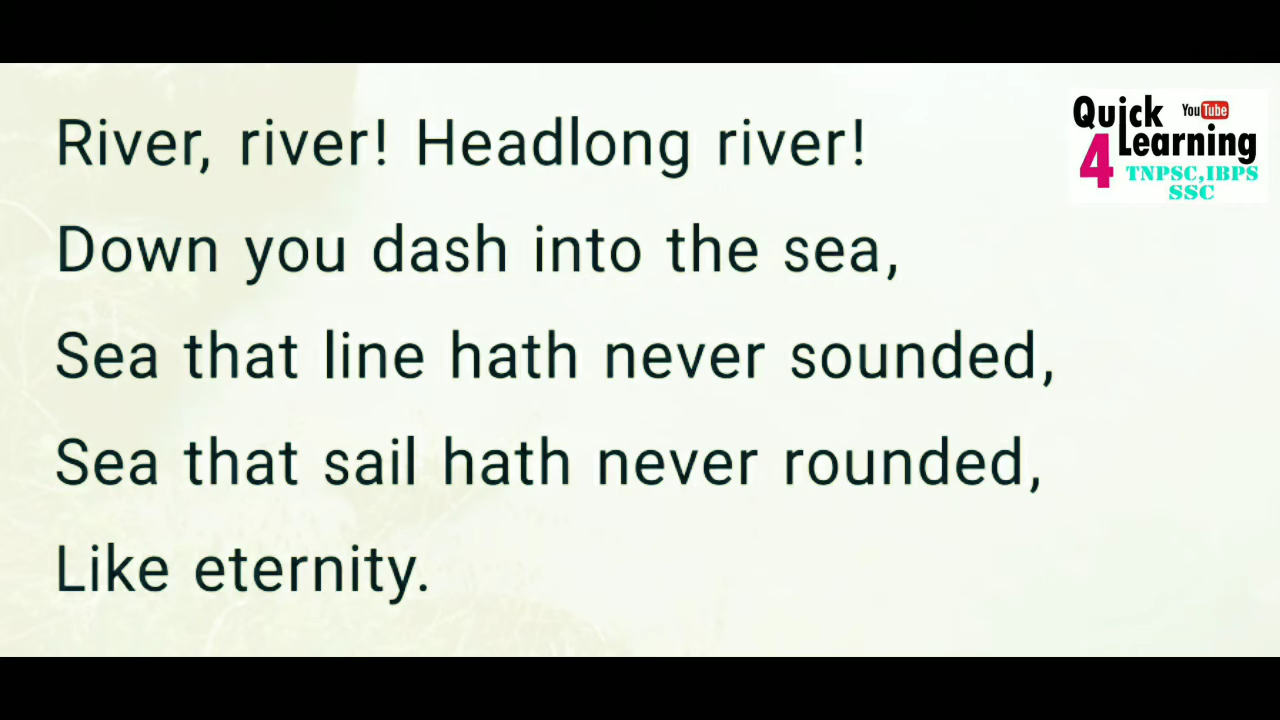 River, river! Headlong river!
Down you dash into the sea,
Sea that line hath never sounded,
Sea that sail hath never rounded,
Like eternity.
Quick YouTube
4 Learning
TNPSC,IBPS
SSC